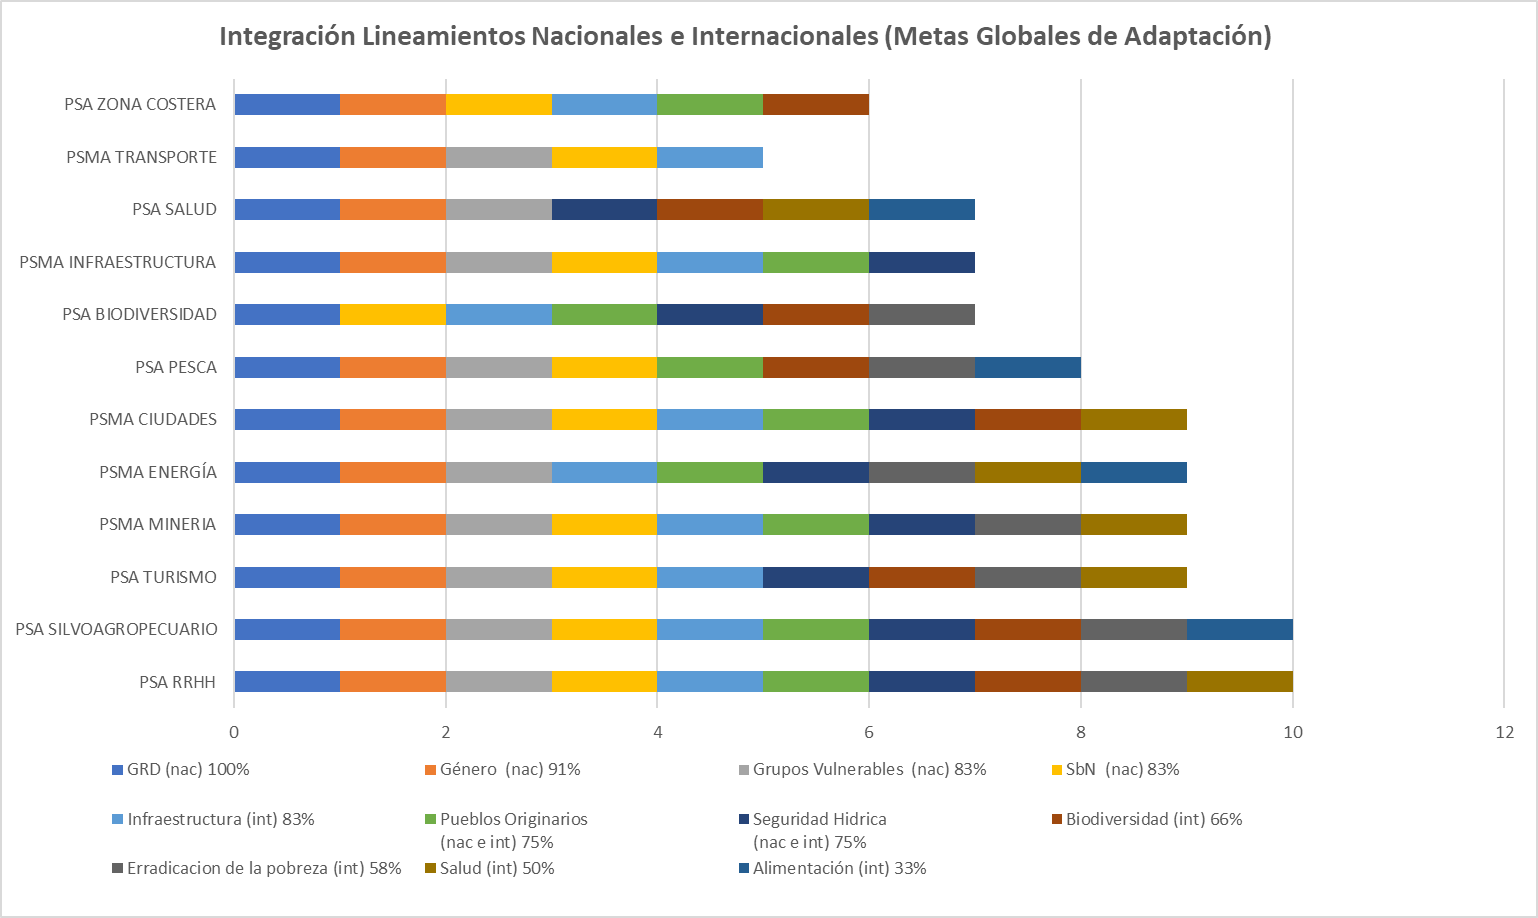 Integración Lineamientos Nacionales e Internacionales (Metas Globales de Adaptación)
PSA ZONA COSTERA
PSMA TRANSPORTE
PSA SALUD
PSMA INFRAESTRUCTURA
PSA BIODIVERSIDAD
PSA PESCA
PSMA CIUDADES
PSMA ENERGÍA
PSMA MINERIA
PSA TURISMO
PSA SILVOAGROPECUARIO
PSA RRHH
0 2 4 6 8 10 12
GRD (nac) 100% Género (nac) 91% Grupos Vulnerables (nac) 83% SbN (nac) 83%
Infraestructura (int) 83% Pueblos Originarios Seguridad Hidrica Biodiversidad (int) 66%
(nac e int) 75% (nac e int) 75%
Erradicacion de la pobreza (int) 58% Salud (int) 50% Alimentación (int) 33%